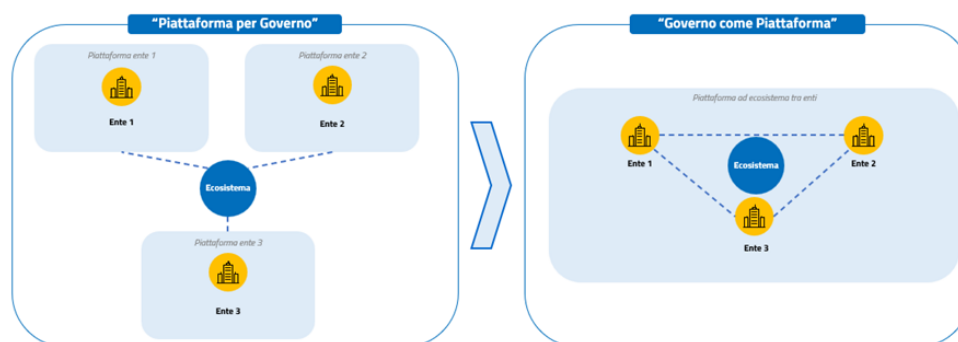 “Piattaforma per Governo”
Piattaforma ente 1
Ente 1
Piattaforma ente 2
Ente 2
Ecosistema
Piattaforma ente 3
Ente 3
“Governo come Piattaforma”
Piattaforma ad ecosistema tra enti
Ente 1
Ecosistema
Ente 2
Ente 3